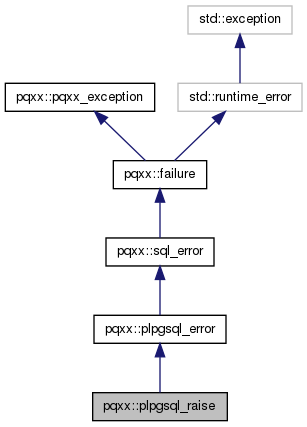 std::exception
pqxx::pqxx_exception
std::runtime_error
pqxx::failure
pqxx::sql_error
pqxx::plpgsql_error
pqxx::plpgsql_raise